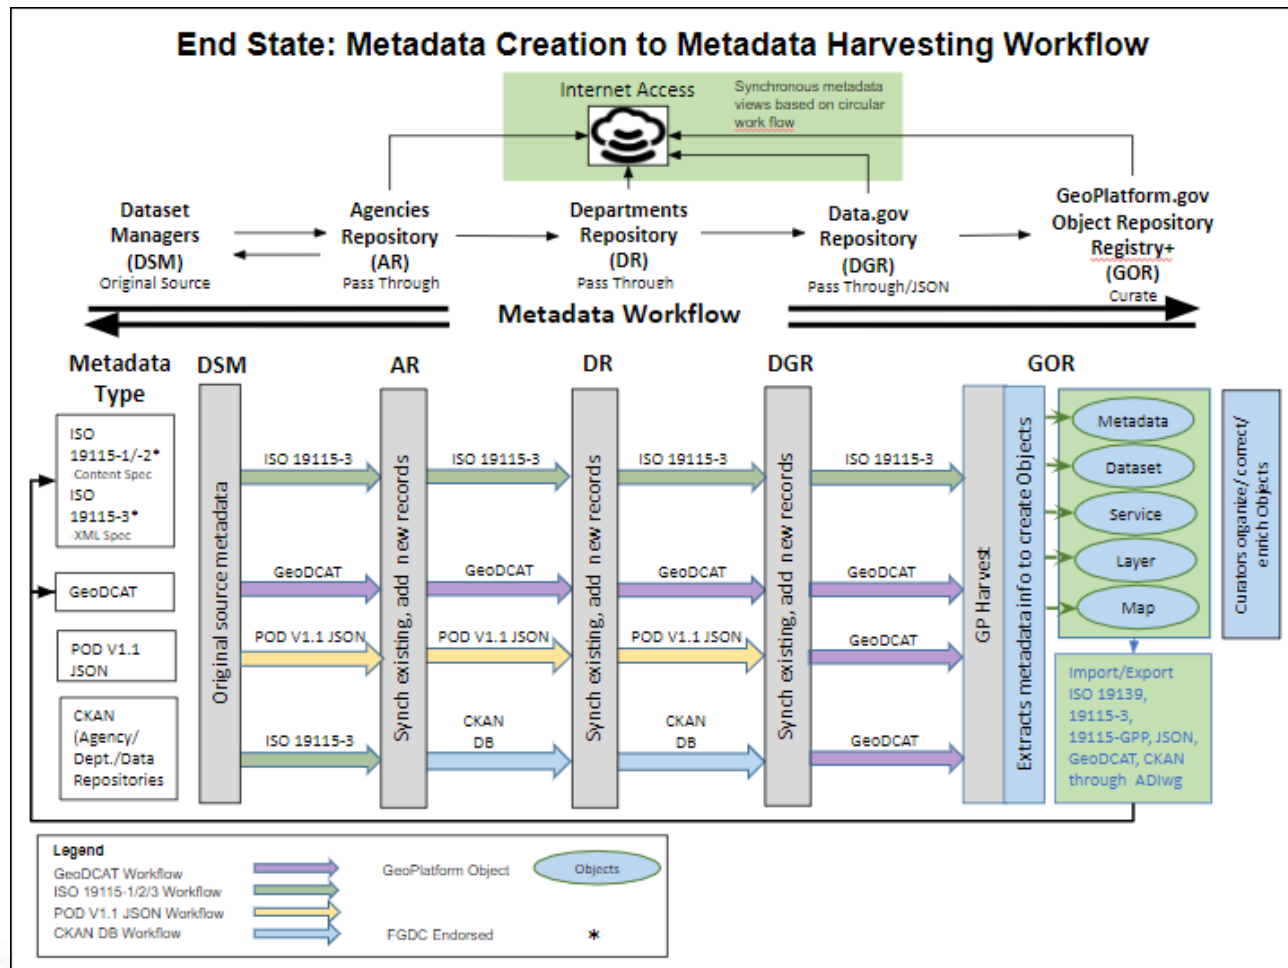 End State: Metadata Creation to Metadata Harvesting Workflow
Internet Access
Synchronous metadata
views based on circular
work flow
Dataset
Managers
(DSM)
Original Source
Agencies
Repository
(AR)
Pass Through
Departments
Repository
(DR)
Pass Through
Data.gov
Repository
(DGR)
Pass Through/JSON
GeoPlatform.gov
Object Repository
Registry+
(GOR)
Curate
Metadata Workflow
Metadata
Type
DSM
AR
DR
DGR
GOR
ISO
19115-1/-2*
Content Spec
ISO
19115-3*
XML Spec
GeoDCAT
POD V1.1
JSON
CKAN
(Agency/
Dept./Data
Repositories
Original source metadata
ISO 19115-3
GeoDCAT
POD V1.1 JSON
ISO 19115-3
Synch existing, add new records
ISO 19115-3
GeoDCAT
POD V1.1 JSON
CKAN
DB
Synch existing, add new records
ISO 19115-3
GeoDCAT
POD V1.1 JSON
CKAN
DB
Synch existing, add new records
ISO 19115-3
GeoDCAT
GeoDCAT
GeoDCAT
GP Harvest
Extracts metadata info to create Objects
Metadata
Dataset
Service
Layer
Map
Curators organize/ correct/
enrich Objects
Import/Export
ISO 19139,
19115-3,
19115-GPP, JSON,
GeoDCAT, CKAN
through ADIwg
Legend
GeoDCAT Workflow
ISO 19115-1/2/3 Workflow
POD V1.1 JSON Workflow
CKAN DB Workflow
GeoPlatform Object
Objects
FGDC Endorsed
*